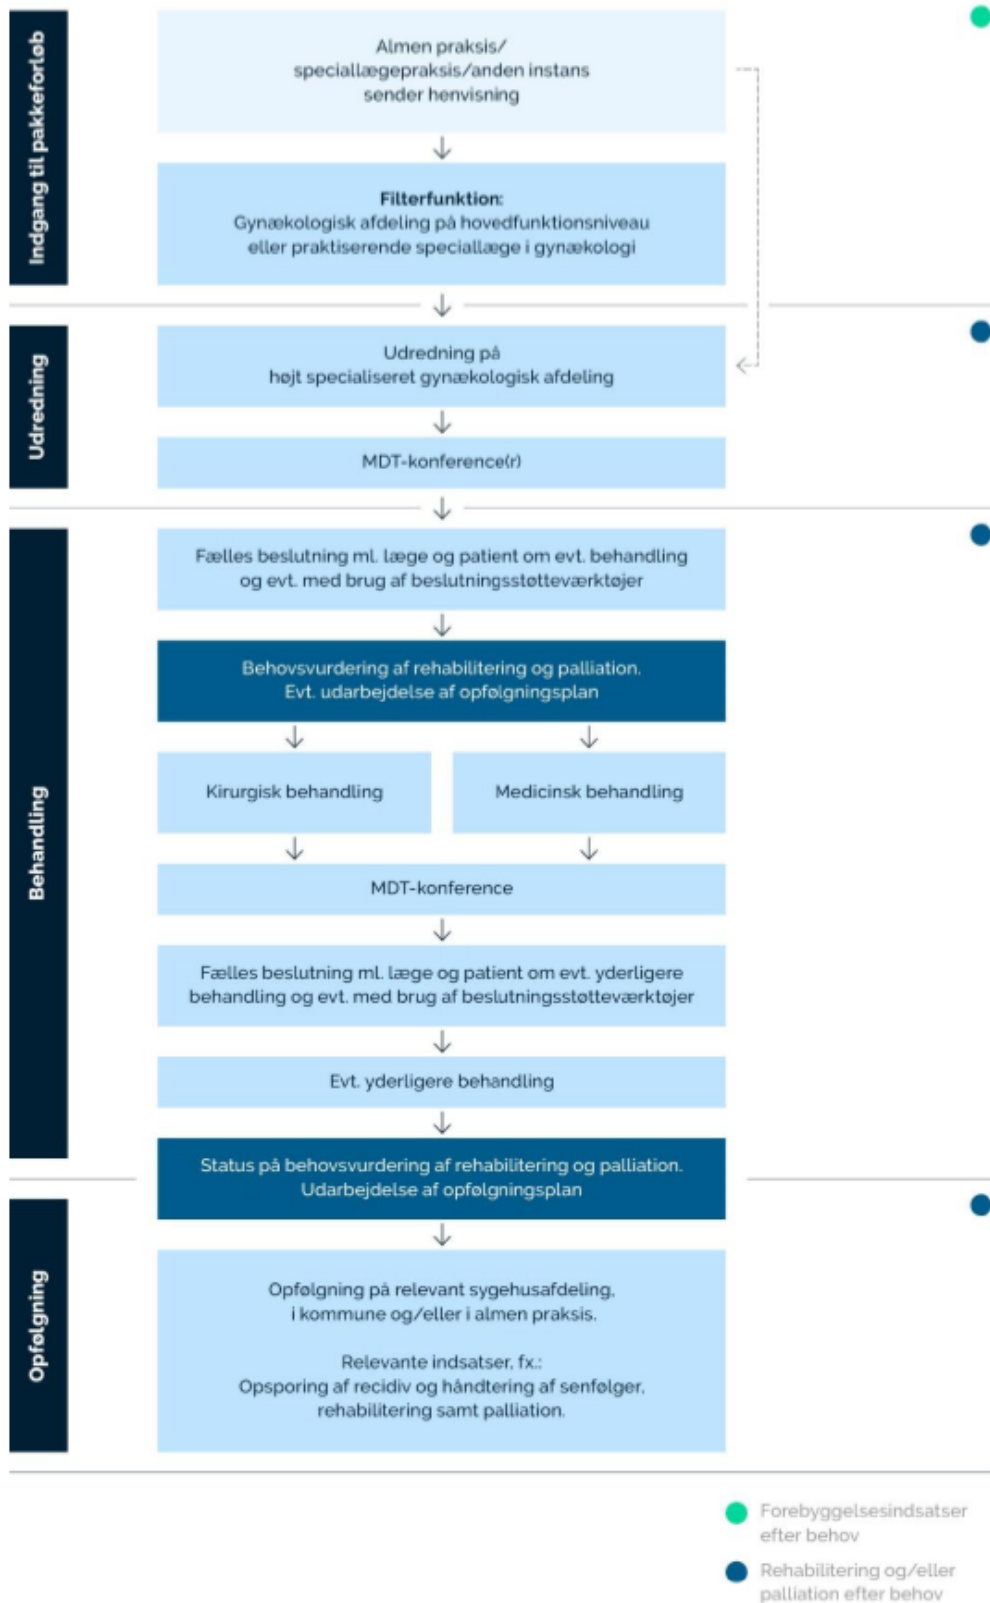 Indgang til pakkeforløb
Almen praksis/
speciallægepraksis/anden instans
sender henvisning
Filterfunktion:
Gynækologisk afdeling på hovedfunktionsniveau
eller praktiserende speciallæge i gynækologi
Udredning
Udredning på
højt specialiseret gynækologisk afdeling
MDT-konference(r)
Behandling
Fælles beslutning ml. læge og patient om evt. behandling
og evt. med brug af beslutningsstøtteværktøjer
Behovsvurdering af rehabilitering og palliation.
Evt. udarbejdelse af opfølgningsplan
Kirurgisk behandling
Medicinsk behandling
MDT-konference
Fælles beslutning ml. læge og patient om evt. yderligere
behandling og evt. med brug af beslutningsstøtteværktøjer
Evt. yderligere behandling
Status på behovsvurdering af rehabilitering og palliation.
Udarbejdelse af opfølgningsplan
Opfølgning
Opfølgning på relevant sygehusafdeling,
i kommune og/eller i almen praksis.
Relevante indsatser, fx.:
Opsporing af recidiv og håndtering af senfølger,
rehabilitering samt palliation.
Forebyggelsesindsatser
efter behov
Rehabilitering og/eller
palliation efter behov